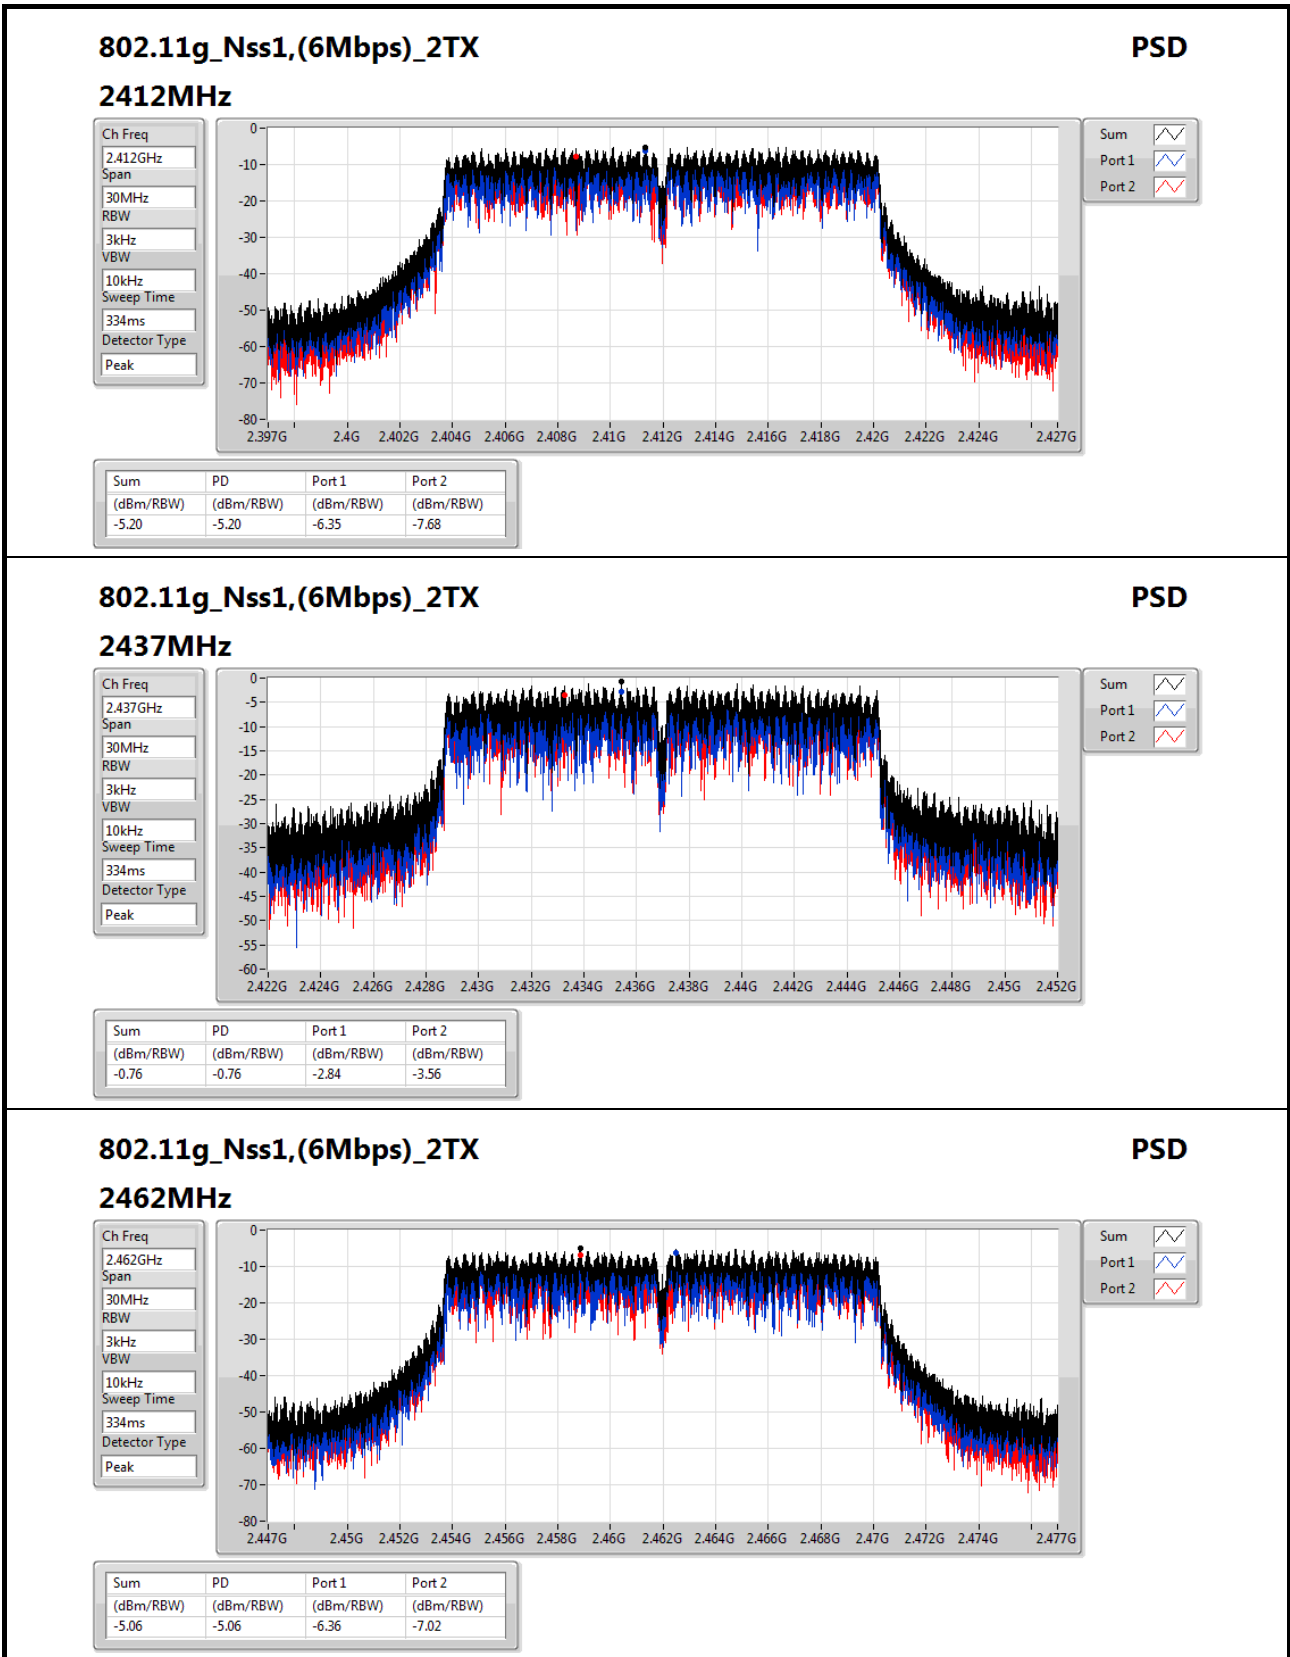 802.11g_Nss1,(6Mbps)_2TX PSD
2412MHz
Ch Freq
2.412GHz
Span
30MHz
RBW
3kHz
VBW
10kHz
Sweep Time
334ms
Detector Type
Peak
0
-10
-20
-30
-40
-50
-60
-70
-80
2.397G 2.4G 2.402G 2.404G 2.406G 2.408G 2.41G 2.412G 2.414G 2.416G 2.418G 2.42G 2.422G 2.424G 2.427G
Sum
Port 1
Port 2
Sum PD Port 1 Port 2
(dBm/RBW) (dBm/RBW) (dBm/RBW) (dBm/RBW)
-5.20 -5.20 -6.35 -7.68
802.11g_Nss1,(6Mbps)_2TX PSD
2437MHz
Ch Freq
2.437GHz
Span
30MHz
RBW
3kHz
VBW
10kHz
Sweep Time
334ms
Detector Type
Peak
0
-5
-10
-15
-20
-25
-30
-35
-40
-45
-50
-55
-60
2.422G 2.424G 2.426G 2.428G 2.43G 2.432G 2.434G 2.436G 2.438G 2.44G 2.442G 2.444G 2.446G 2.448G 2.45G 2.452G
Sum
Port 1
Port 2
Sum PD Port 1 Port 2
(dBm/RBW) (dBm/RBW) (dBm/RBW) (dBm/RBW)
-0.76 -0.76 -2.84 -3.56
802.11g_Nss1,(6Mbps)_2TX PSD
2462MHz
Ch Freq
2.462GHz
Span
30MHz
RBW
3kHz
VBW
10kHz
Sweep Time
334ms
Detector Type
Peak
0
-10
-20
-30
-40
-50
-60
-70
-80
2.447G 2.45G 2.452G 2.454G 2.456G 2.458G 2.46G 2.462G 2.464G 2.466G 2.468G 2.47G 2.472G 2.474G 2.477G
Sum
Port 1
Port 2
Sum PD Port 1 Port 2
(dBm/RBW) (dBm/RBW) (dBm/RBW) (dBm/RBW)
-5.06 -5.06 -6.36 -7.02